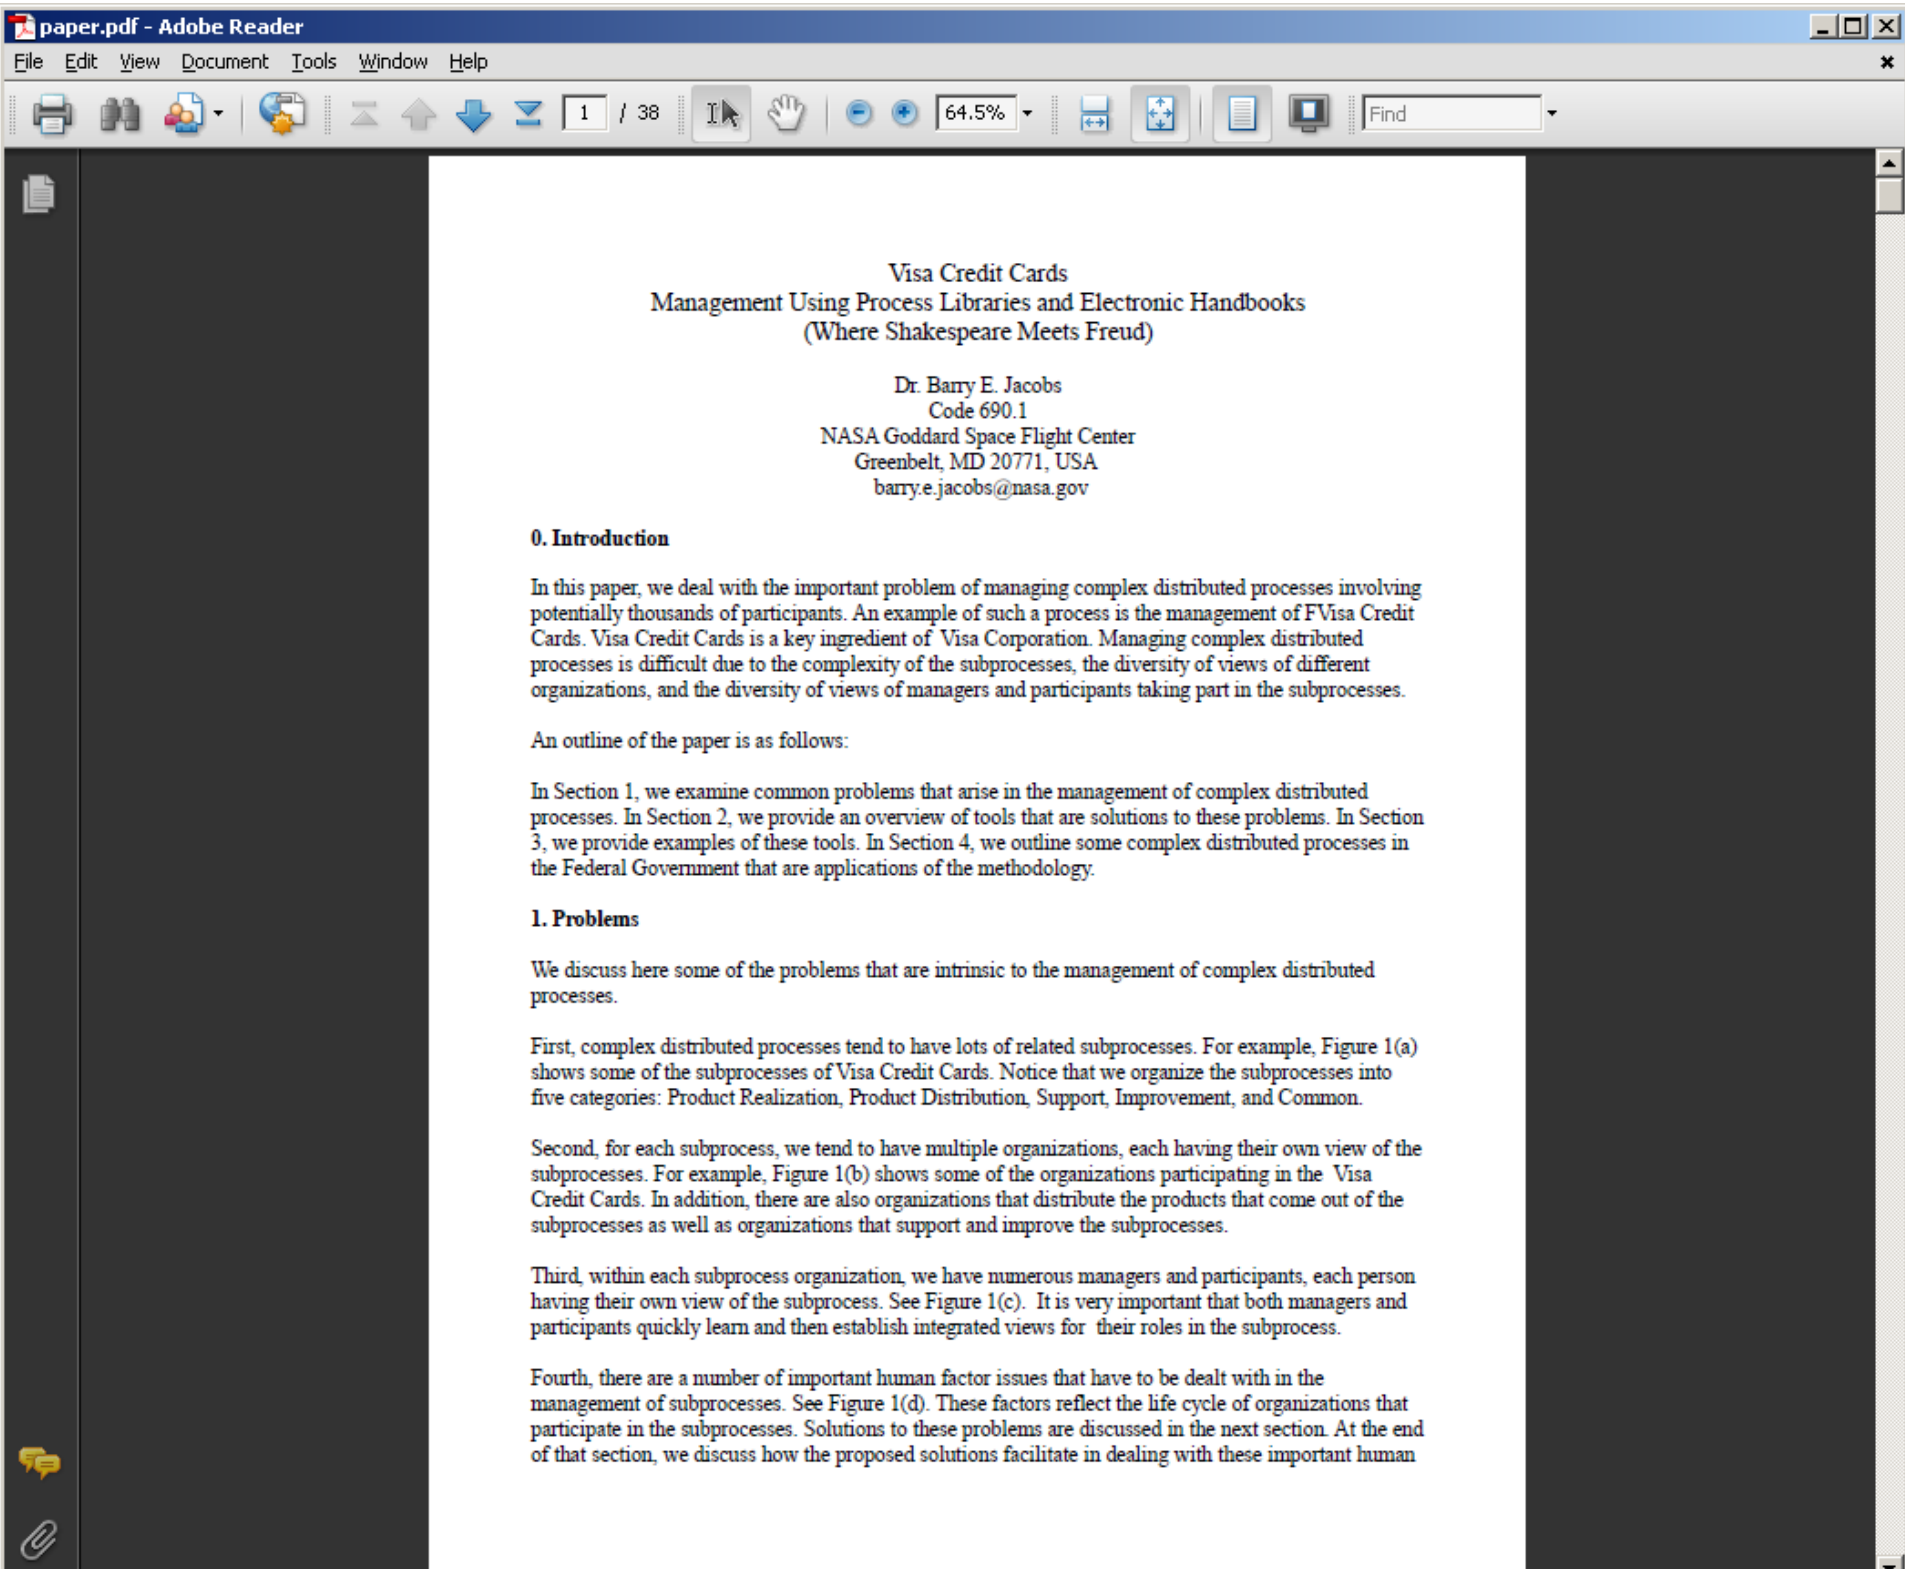 paper.pdf - Adobe Reader
File Edit View Document Tools Window Help
1 / 38 64.5% Find
Visa Credit Cards
Management Using Process Libraries and Electronic Handbooks
(Where Shakespeare Meets Freud)
Dr. Barry E. Jacobs
Code 690.1
NASA Goddard Space Flight Center
Greenbelt, MD 20771, USA
barry.e.jacobs@nasa.gov
0. Introduction
In this paper, we deal with the important problem of managing complex distributed processes involving
potentially thousands of participants. An example of such a process is the management of FVisa Credit
Cards. Visa Credit Cards is a key ingredient of Visa Corporation. Managing complex distributed
processes is difficult due to the complexity of the subprocesses, the diversity of views of different
organizations, and the diversity of views of managers and participants taking part in the subprocesses.
An outline of the paper is as follows:
In Section 1, we examine common problems that arise in the management of complex distributed
processes. In Section 2, we provide an overview of tools that are solutions to these problems. In Section
3, we provide examples of these tools. In Section 4, we outline some complex distributed processes in
the Federal Government that are applications of the methodology.
1. Problems
We discuss here some of the problems that are intrinsic to the management of complex distributed
processes.
First, complex distributed processes tend to have lots of related subprocesses. For example, Figure 1(a)
shows some of the subprocesses of Visa Credit Cards. Notice that we organize the subprocesses into
five categories: Product Realization, Product Distribution, Support, Improvement, and Common.
Second, for each subprocess, we tend to have multiple organizations, each having their own view of the
subprocesses. For example, Figure 1(b) shows some of the organizations participating in the Visa
Credit Cards. In addition, there are also organizations that distribute the products that come out of the
subprocesses as well as organizations that support and improve the subprocesses.
Third, within each subprocess organization, we have numerous managers and participants, each person
having their own view of the subprocess. See Figure 1(c). It is very important that both managers and
participants quickly learn and then establish integrated views for their roles in the subprocess.
Fourth, there are a number of important human factor issues that have to be dealt with in the
management of subprocesses. See Figure 1(d). These factors reflect the life cycle of organizations that
participate in the subprocesses. Solutions to these problems are discussed in the next section. At the end
of that section, we discuss how the proposed solutions facilitate in dealing with these important human